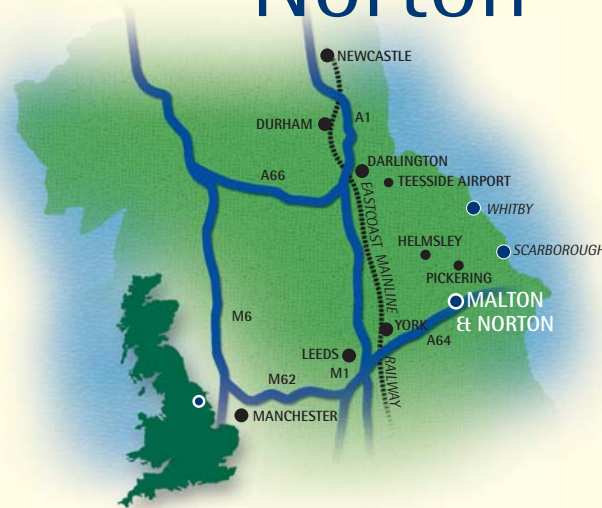 Norton
NEWCASTLE
DURHAM
A1
DARLINGTON
A66
TEESSIDE AIRPORT
WHITBY
HELMSLEY
SCARBOROUGH
PICKERING
EASTCOAST MAINLINE RAILWAY
MALTON
& NORTON
M6
YORK
A64
LEEDS
M1
M62
MANCHESTER